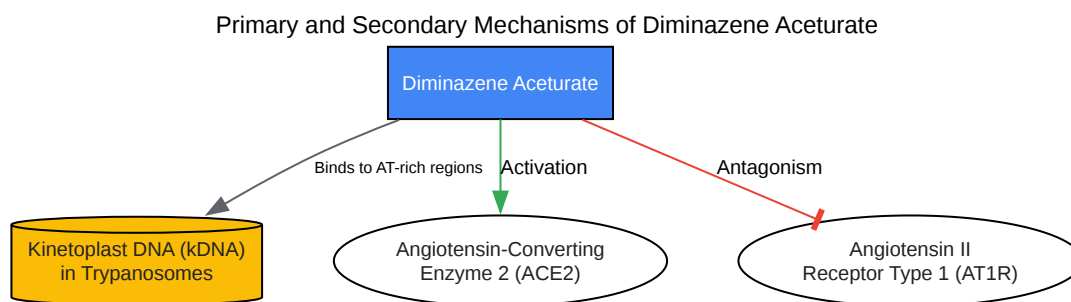 Primary and Secondary Mechanisms of Diminazene Aceturate
Diminazene Aceturate
Binds to AT-rich regions
Activation
Antagonism
Kinetoplast DNA (kDNA)
in Trypanosomes
Angiotensin-Converting
Enzyme 2 (ACE2)
Angiotensin II
Receptor Type 1 (AT1R)